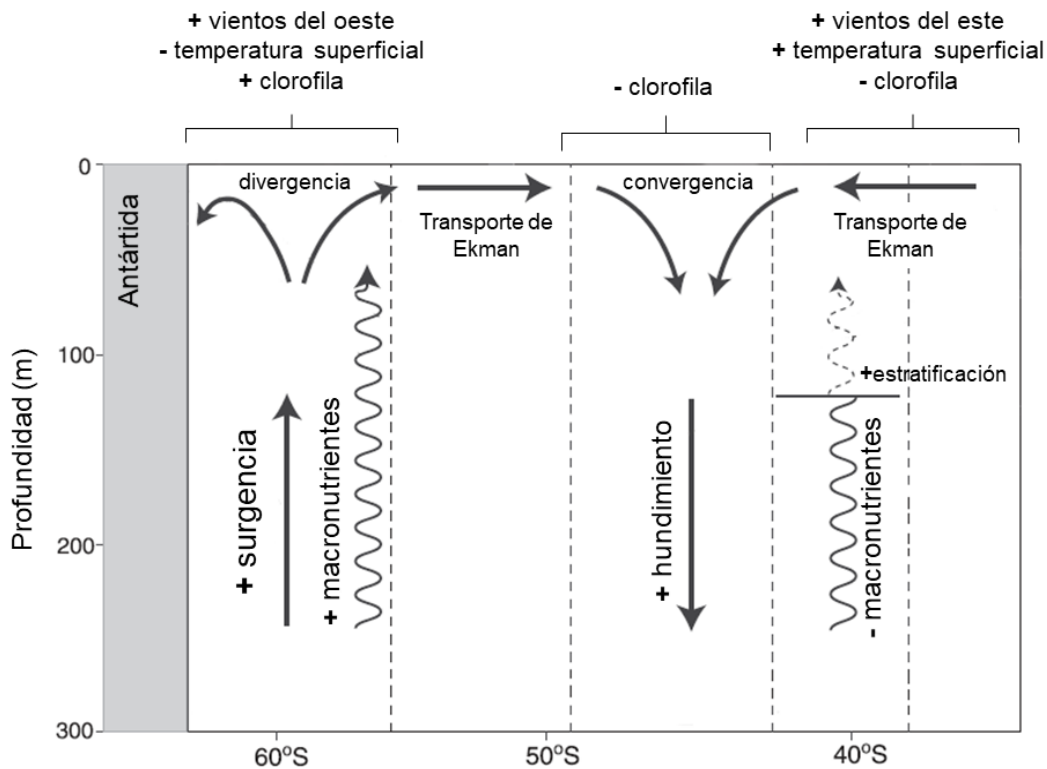 + vientos del oeste
- temperatura superficial
+ clorofila
- clorofila
+ vientos del este
+ temperatura superficial
- clorofila
0
100
200
300
Profundidad (m)
Antártida
divergencia
convergencia
Transporte de
Ekman
Transporte de
Ekman
+ surgencia
+ macronutrientes
+ hundimiento
+estratificación
- macronutrientes
60ºS
50ºS
40ºS